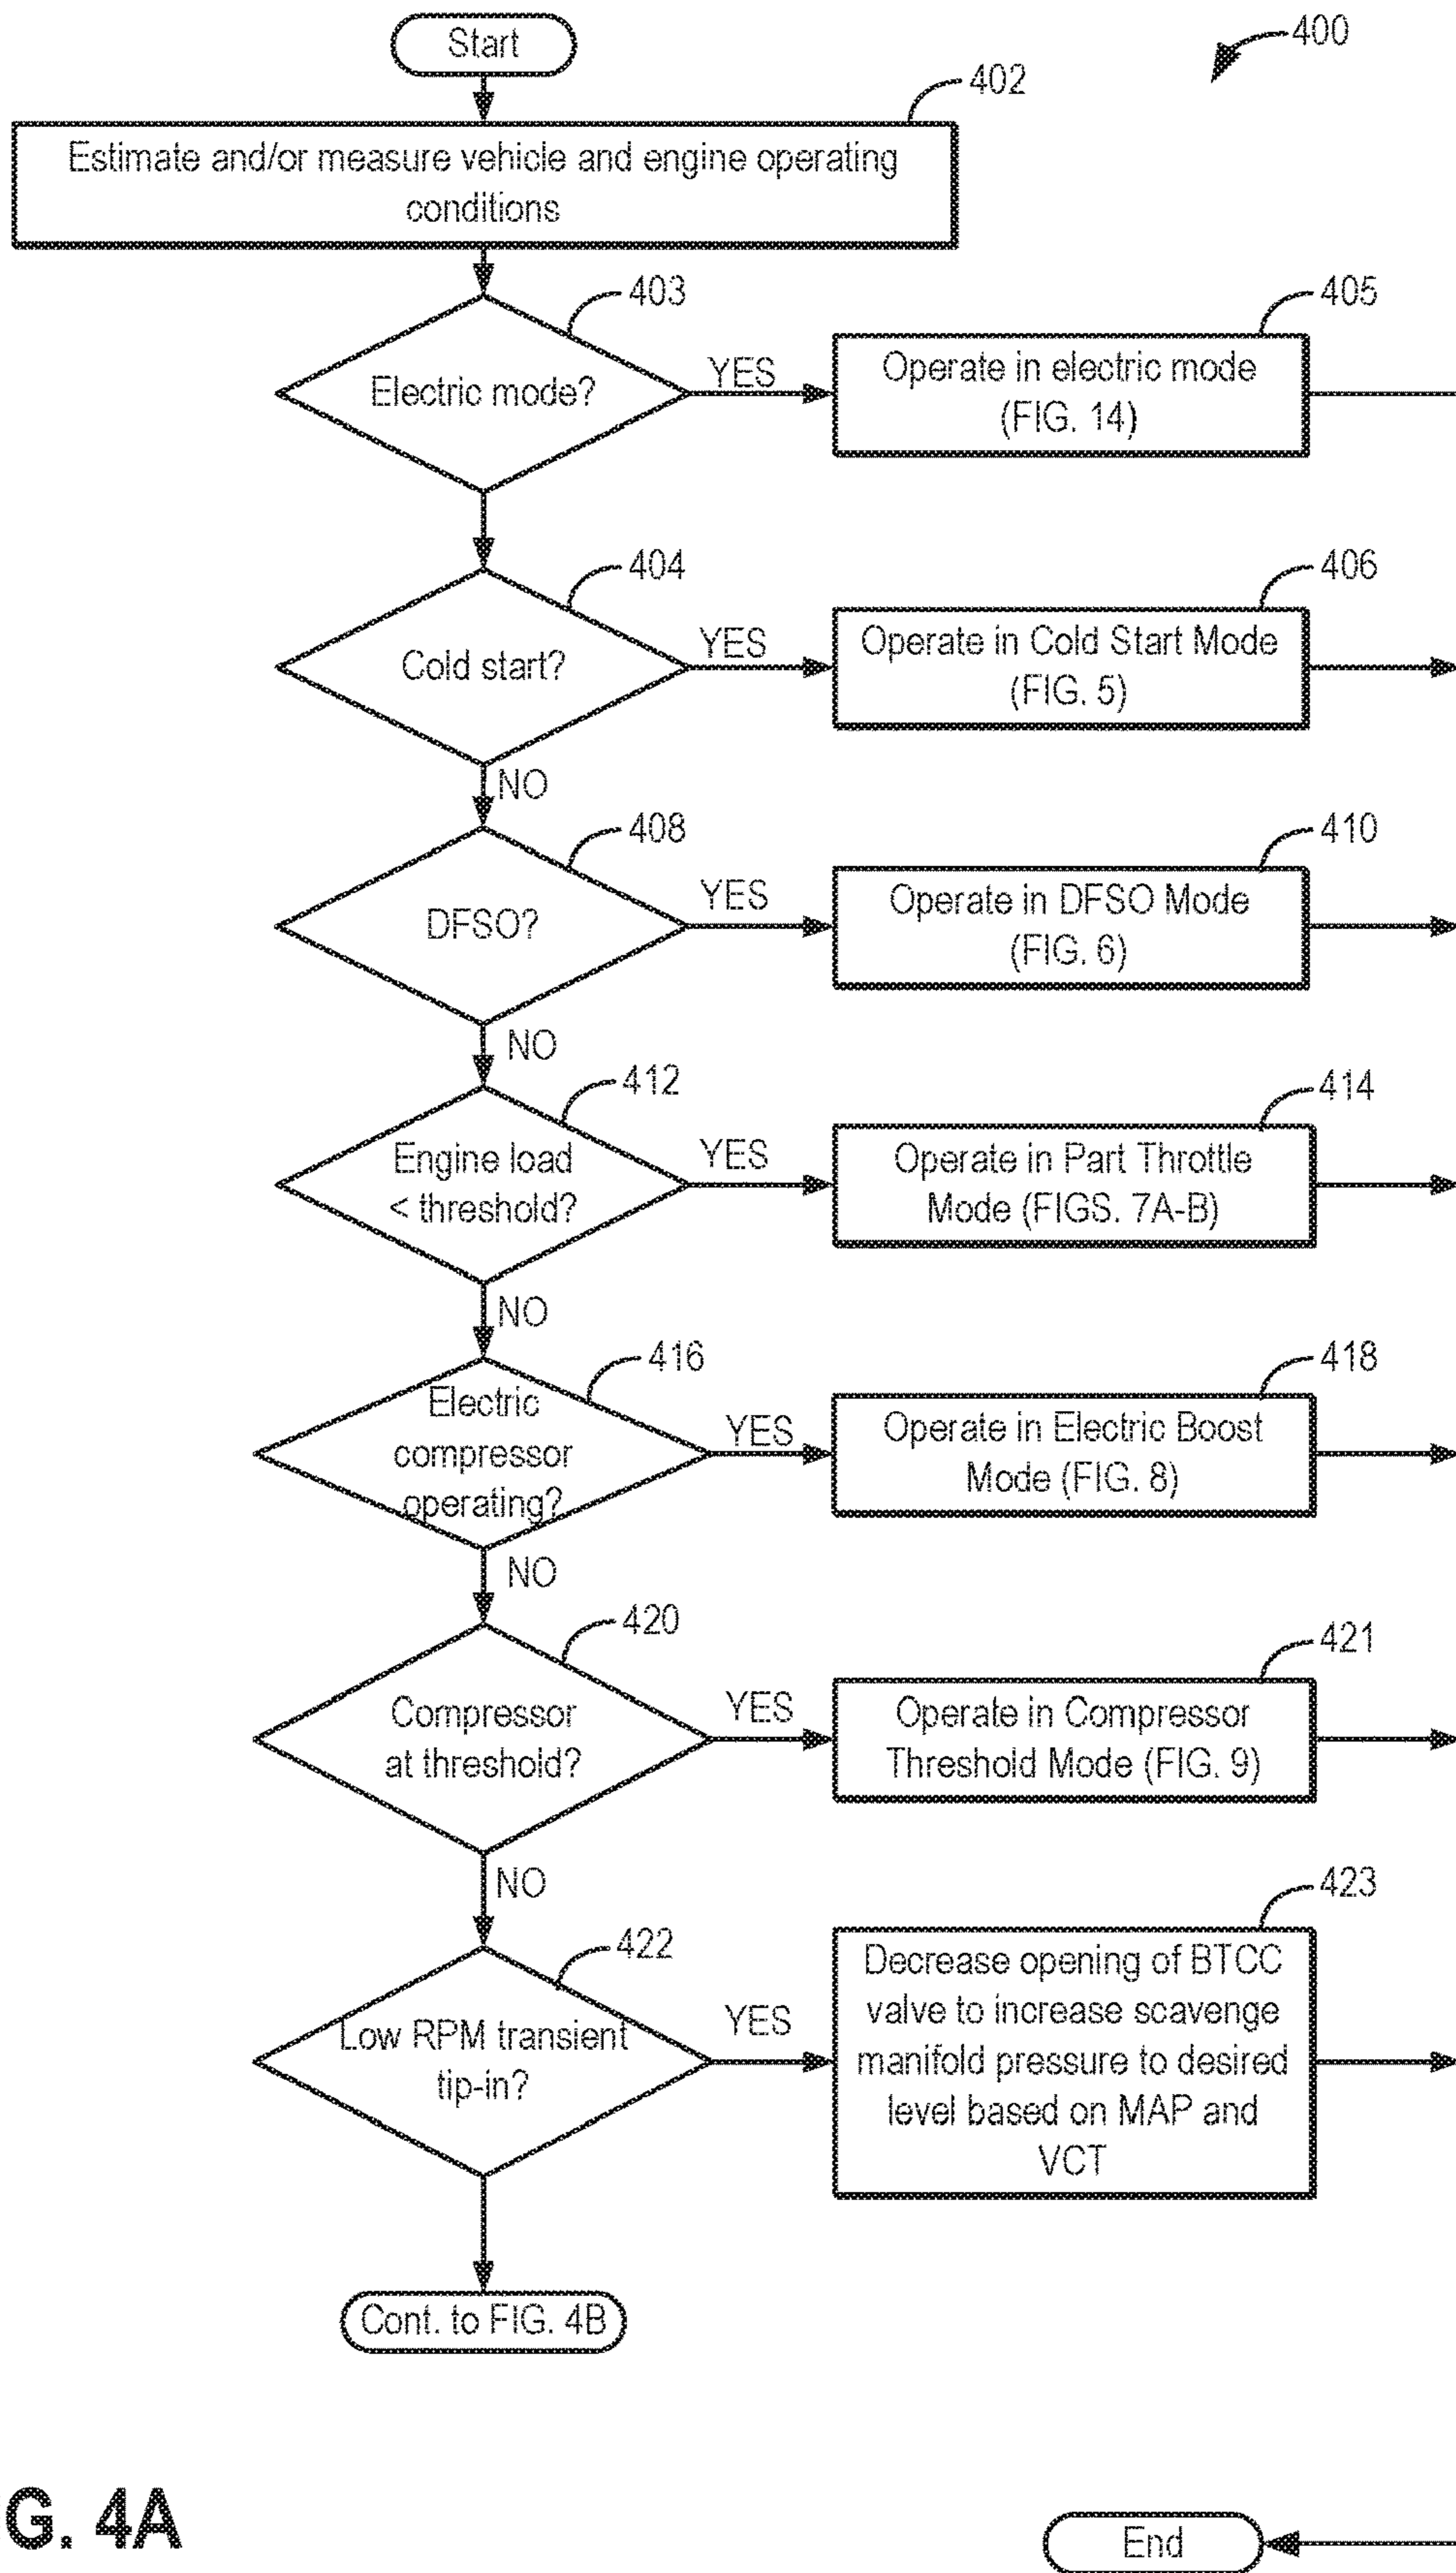 Start
400
402
Estimate and/or measure vehicle and engine operating
conditions
403
405
Electric mode?
YES
Operate in electric mode
(FIG. 14)
404
406
Cold start?
YES
Operate in Cold Start Mode
(FIG. 5)
NO
408
410
DFSO?
YES
Operate in DFSO Mode
(FIG. 6)
NO
412
414
Engine load
< threshold?
YES
Operate in Part Throttle
Mode (FIGS. 7A-B)
NO
416
418
Electric
compressor
operating?
YES
Operate in Electric Boost
Mode (FIG. 8)
NO
420
421
Compressor
at threshold?
YES
Operate in Compressor
Threshold Mode (FIG. 9)
NO
422
423
Low RPM transient
tip-in?
YES
Decrease opening of BTCC
valve to increase scavenge
manifold pressure to desired
level based on MAP and
VCT
Cont. to FIG. 4B
G. 4A
End